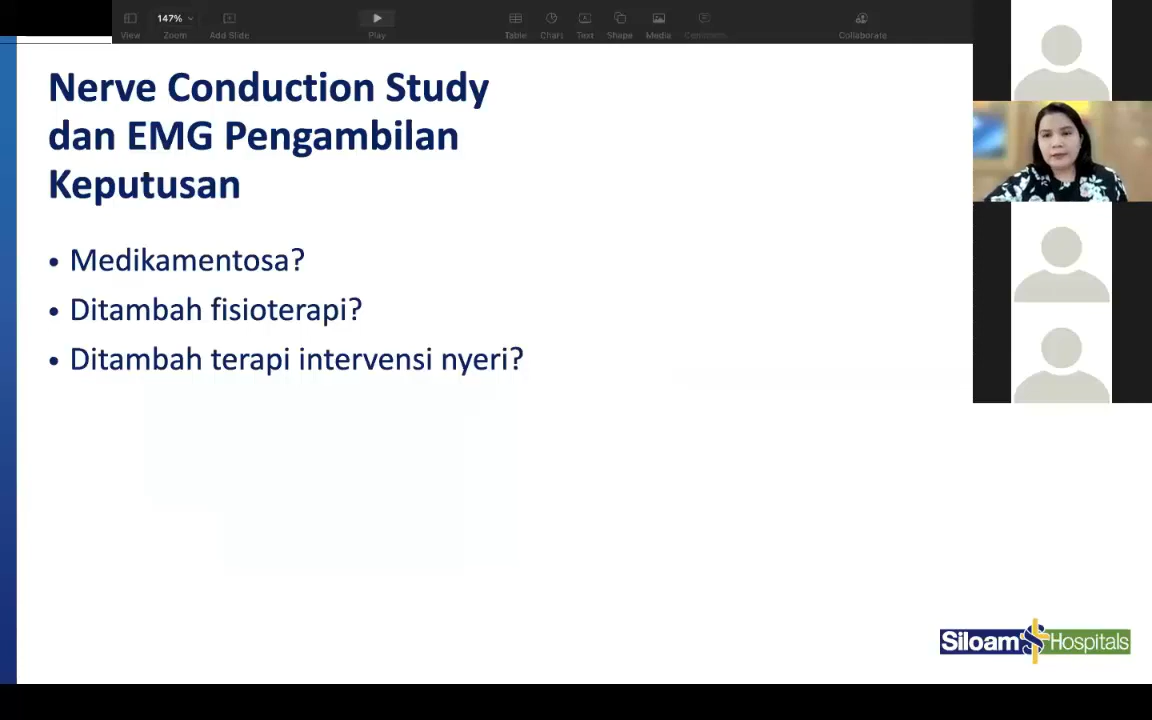 147%
View
Zoom
Add Slide
Play
Table
Chart
Text
Shape
Media
Comment
Collaborate
Nerve Conduction Study
dan EMG Pengambilan
Keputusan
• Medikamentosa?
• Ditambah fisioterapi?
• Ditambah terapi intervensi nyeri?
Siloam Hospitals